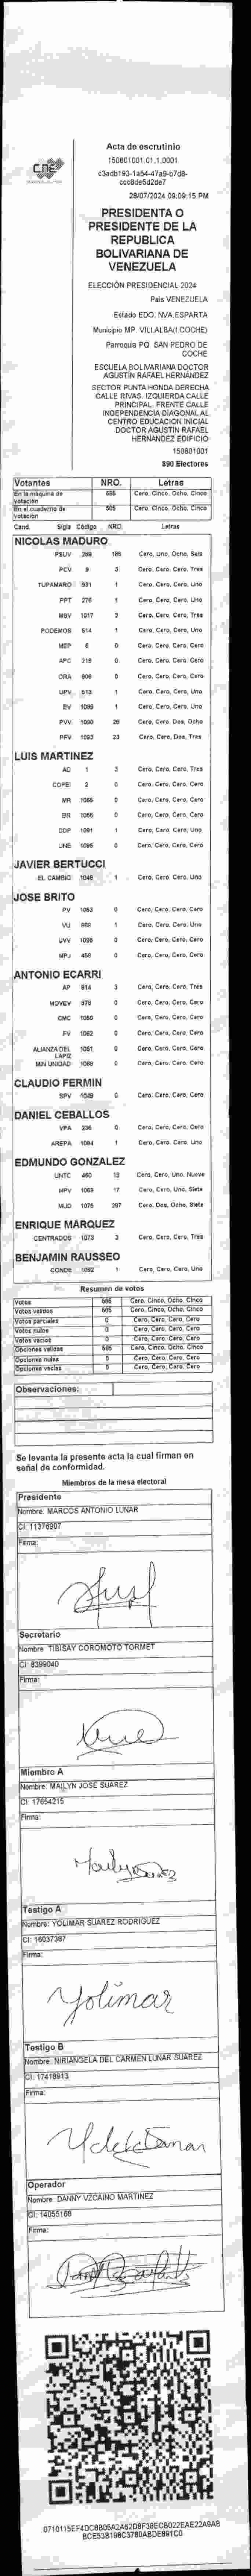 CNE
Acta de escrutinio
150801001.01.1.0001
c3adb193-1a54-47a9-b7d8-
ccc8de5d2de7
28/07/2024 09:09:15 PM
PRESIDENTA O
PRESIDENTE DE LA
REPUBLICA
BOLIVARIANA DE
VENEZUELA
ELECCIÓN PRESIDENCIAL 2024
País VENEZUELA
Estado EDO. NVA.ESPARTA
Municipio MP. VILLALBA(I.COCHE)
Parroquia PQ. SAN PEDRO DE
COCHE
ESCUELA BOLIVARIANA DOCTOR
AGUSTÍN RAFAEL HERNÁNDEZ
SECTOR PUNTA HONDA DERECHA
CALLE RIVAS. IZQUIERDA CALLE
PRINCIPAL. FRENTE CALLE
INDEPENDENCIA DIAGONAL AL
CENTRO EDUCACION INICIAL
DOCTOR AGUSTIN RAFAEL
HERNÁNDEZ EDIFICIO
150801001
890 Electores
Votantes NRO. Letras
En la máquina de votación 585 Cero, Cinco, Ocho, Cinco
En el cuaderno de votación 585 Cero, Cinco, Ocho, Cinco
Cand. Sigla Código NRO. Letras
NICOLAS MADURO
PSUV 269 186 Cero, Uno, Ocho, Seis
PCV 9 3 Cero, Cero, Cero, Tres
TUPAMARO 931 1 Cero, Cero, Cero, Uno
PPT 276 1 Cero, Cero, Cero, Uno
MSV 1017 3 Cero, Cero, Cero, Tres
PODEMOS 514 1 Cero, Cero, Cero, Uno
MEP 6 0 Cero, Cero, Cero, Cero
APC 219 0 Cero, Cero, Cero, Cero
ORA 906 0 Cero, Cero, Cero, Cero
UPV 513 1 Cero, Cero, Cero, Uno
EV 1099 1 Cero, Cero, Cero, Uno
PVV 1090 28 Cero, Cero, Dos, Ocho
PFV 1093 23 Cero, Cero, Dos, Tres
LUIS MARTINEZ
AD 1 3 Cero, Cero, Cero, Tres
COPEI 2 0 Cero, Cero, Cero, Cero
MR 1065 0 Cero, Cero, Cero, Cero
BR 1066 0 Cero, Cero, Cero, Cero
DDP 1091 1 Cero, Cero, Cero, Uno
UNE 1095 0 Cero, Cero, Cero, Cero
JAVIER BERTUCCI
EL CAMBIO 1048 1 Cero, Cero, Cero, Uno
JOSE BRITO
PV 1053 0 Cero, Cero, Cero, Cero
VU 868 1 Cero, Cero, Cero, Uno
UVV 1096 0 Cero, Cero, Cero, Cero
MPJ 458 0 Cero, Cero, Cero, Cero
ANTONIO ECARRI
AP 814 3 Cero, Cero, Cero, Tres
MOVEV 978 0 Cero, Cero, Cero, Cero
CMC 1050 0 Cero, Cero, Cero, Cero
FV 1062 0 Cero, Cero, Cero, Cero
ALIANZA DEL LAPIZ 1051 0 Cero, Cero, Cero, Cero
MIN UNIDAD 1068 0 Cero, Cero, Cero, Cero
CLAUDIO FERMIN
SPV 1049 0 Cero, Cero, Cero, Cero
DANIEL CEBALLOS
VPA 236 0 Cero, Cero, Cero, Cero
AREPA 1094 1 Cero, Cero, Cero, Uno
EDMUNDO GONZALEZ
UNTC 460 19 Cero, Cero, Uno, Nueve
MPV 1069 17 Cero, Cero, Uno, Siete
MUD 1076 287 Cero, Dos, Ocho, Siete
ENRIQUE MARQUEZ
CENTRADOS 1073 3 Cero, Cero, Cero, Tres
BENJAMIN RAUSSEO
CONDE 1092 1 Cero, Cero, Cero, Uno
Resumen de votos
Votos 585 Cero, Cinco, Ocho, Cinco
Votos válidos 585 Cero, Cinco, Ocho, Cinco
Votos parciales 0 Cero, Cero, Cero, Cero
Votos nulos 0 Cero, Cero, Cero, Cero
Votos vacíos 0 Cero, Cero, Cero, Cero
Opciones válidas 585 Cero, Cinco, Ocho, Cinco
Opciones nulas 0 Cero, Cero, Cero, Cero
Opciones vacías 0 Cero, Cero, Cero, Cero
Observaciones:
Se levanta la presente acta la cual firman en
señal de conformidad.
Miembros de la mesa electoral
Presidente
Nombre: MARCOS ANTONIO LUNAR
CI: 11376907
Firma:
Secretario
Nombre: TIBISAY COROMOTO TORMET
CI: 8399040
Firma:
Miembro A
Nombre: MAILYN JOSE SUAREZ
CI: 17654215
Firma:
Testigo A
Nombre: YOLIMAR SUAREZ RODRIGUEZ
CI: 16037387
Firma:
Yolimar
Testigo B
Nombre: NIRIANGELA DEL CARMEN LUNAR SUAREZ
CI: 17418913
Firma:
Operador
Nombre: DANNY VIZCAINO MARTINEZ
CI: 14055168
Firma: